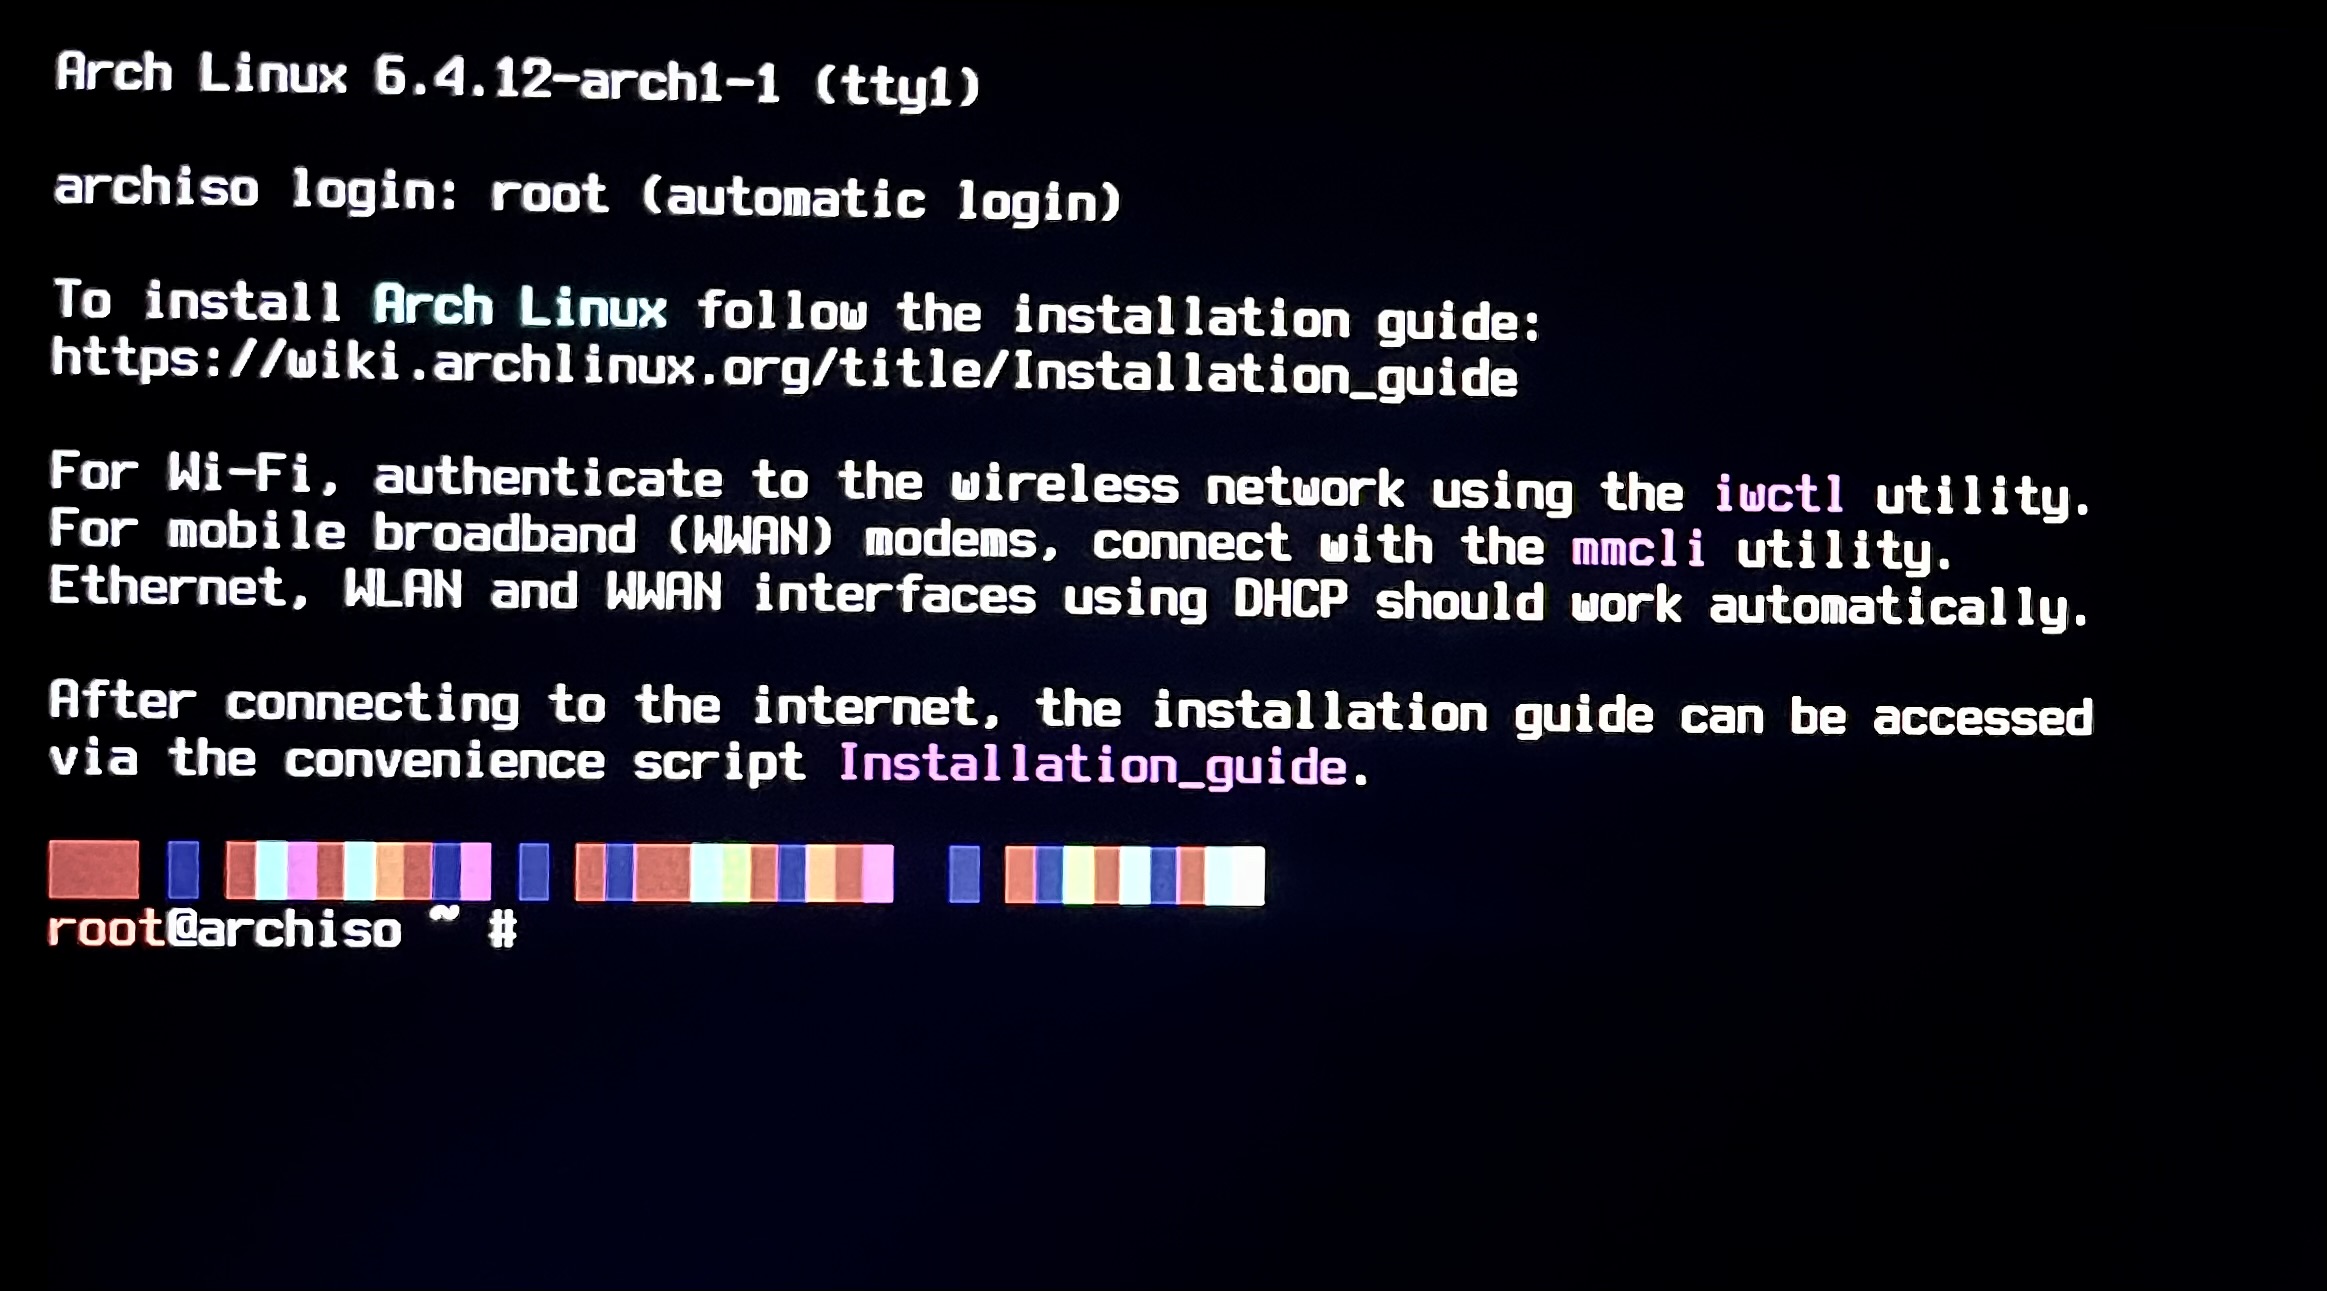 Arch Linux 6.4.12-arch1-1 (tty1)
archiso login: root (automatic login)
To install Arch Linux follow the installation guide:
https://wiki.archlinux.org/title/Installation_guide
For Wi-Fi, authenticate to the wireless network using the iwctl utility.
For mobile broadband (WWAN) modems, connect with the mmcli utility.
Ethernet, WLAN and WWAN interfaces using DHCP should work automatically.
After connecting to the internet, the installation guide can be accessed
via the convenience script Installation_guide.
root@archiso ~ #